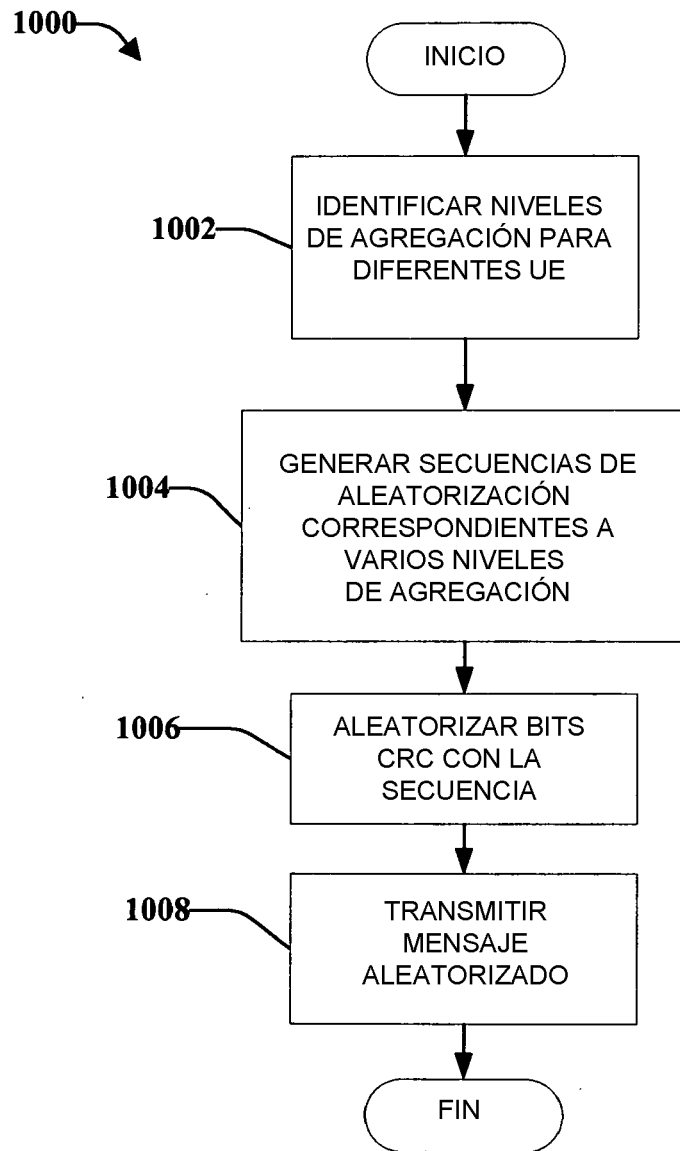 1000
INICIO
1002
IDENTIFICAR NIVELES
DE AGREGACIÓN PARA
DIFERENTES UE
1004
GENERAR SECUENCIAS DE
ALEATORIZACIÓN
CORRESPONDIENTES A
VARIOS NIVELES
DE AGREGACIÓN
1006
ALEATORIZAR BITS
CRC CON LA
SECUENCIA
1008
TRANSMITIR
MENSAJE
ALEATORIZADO
FIN